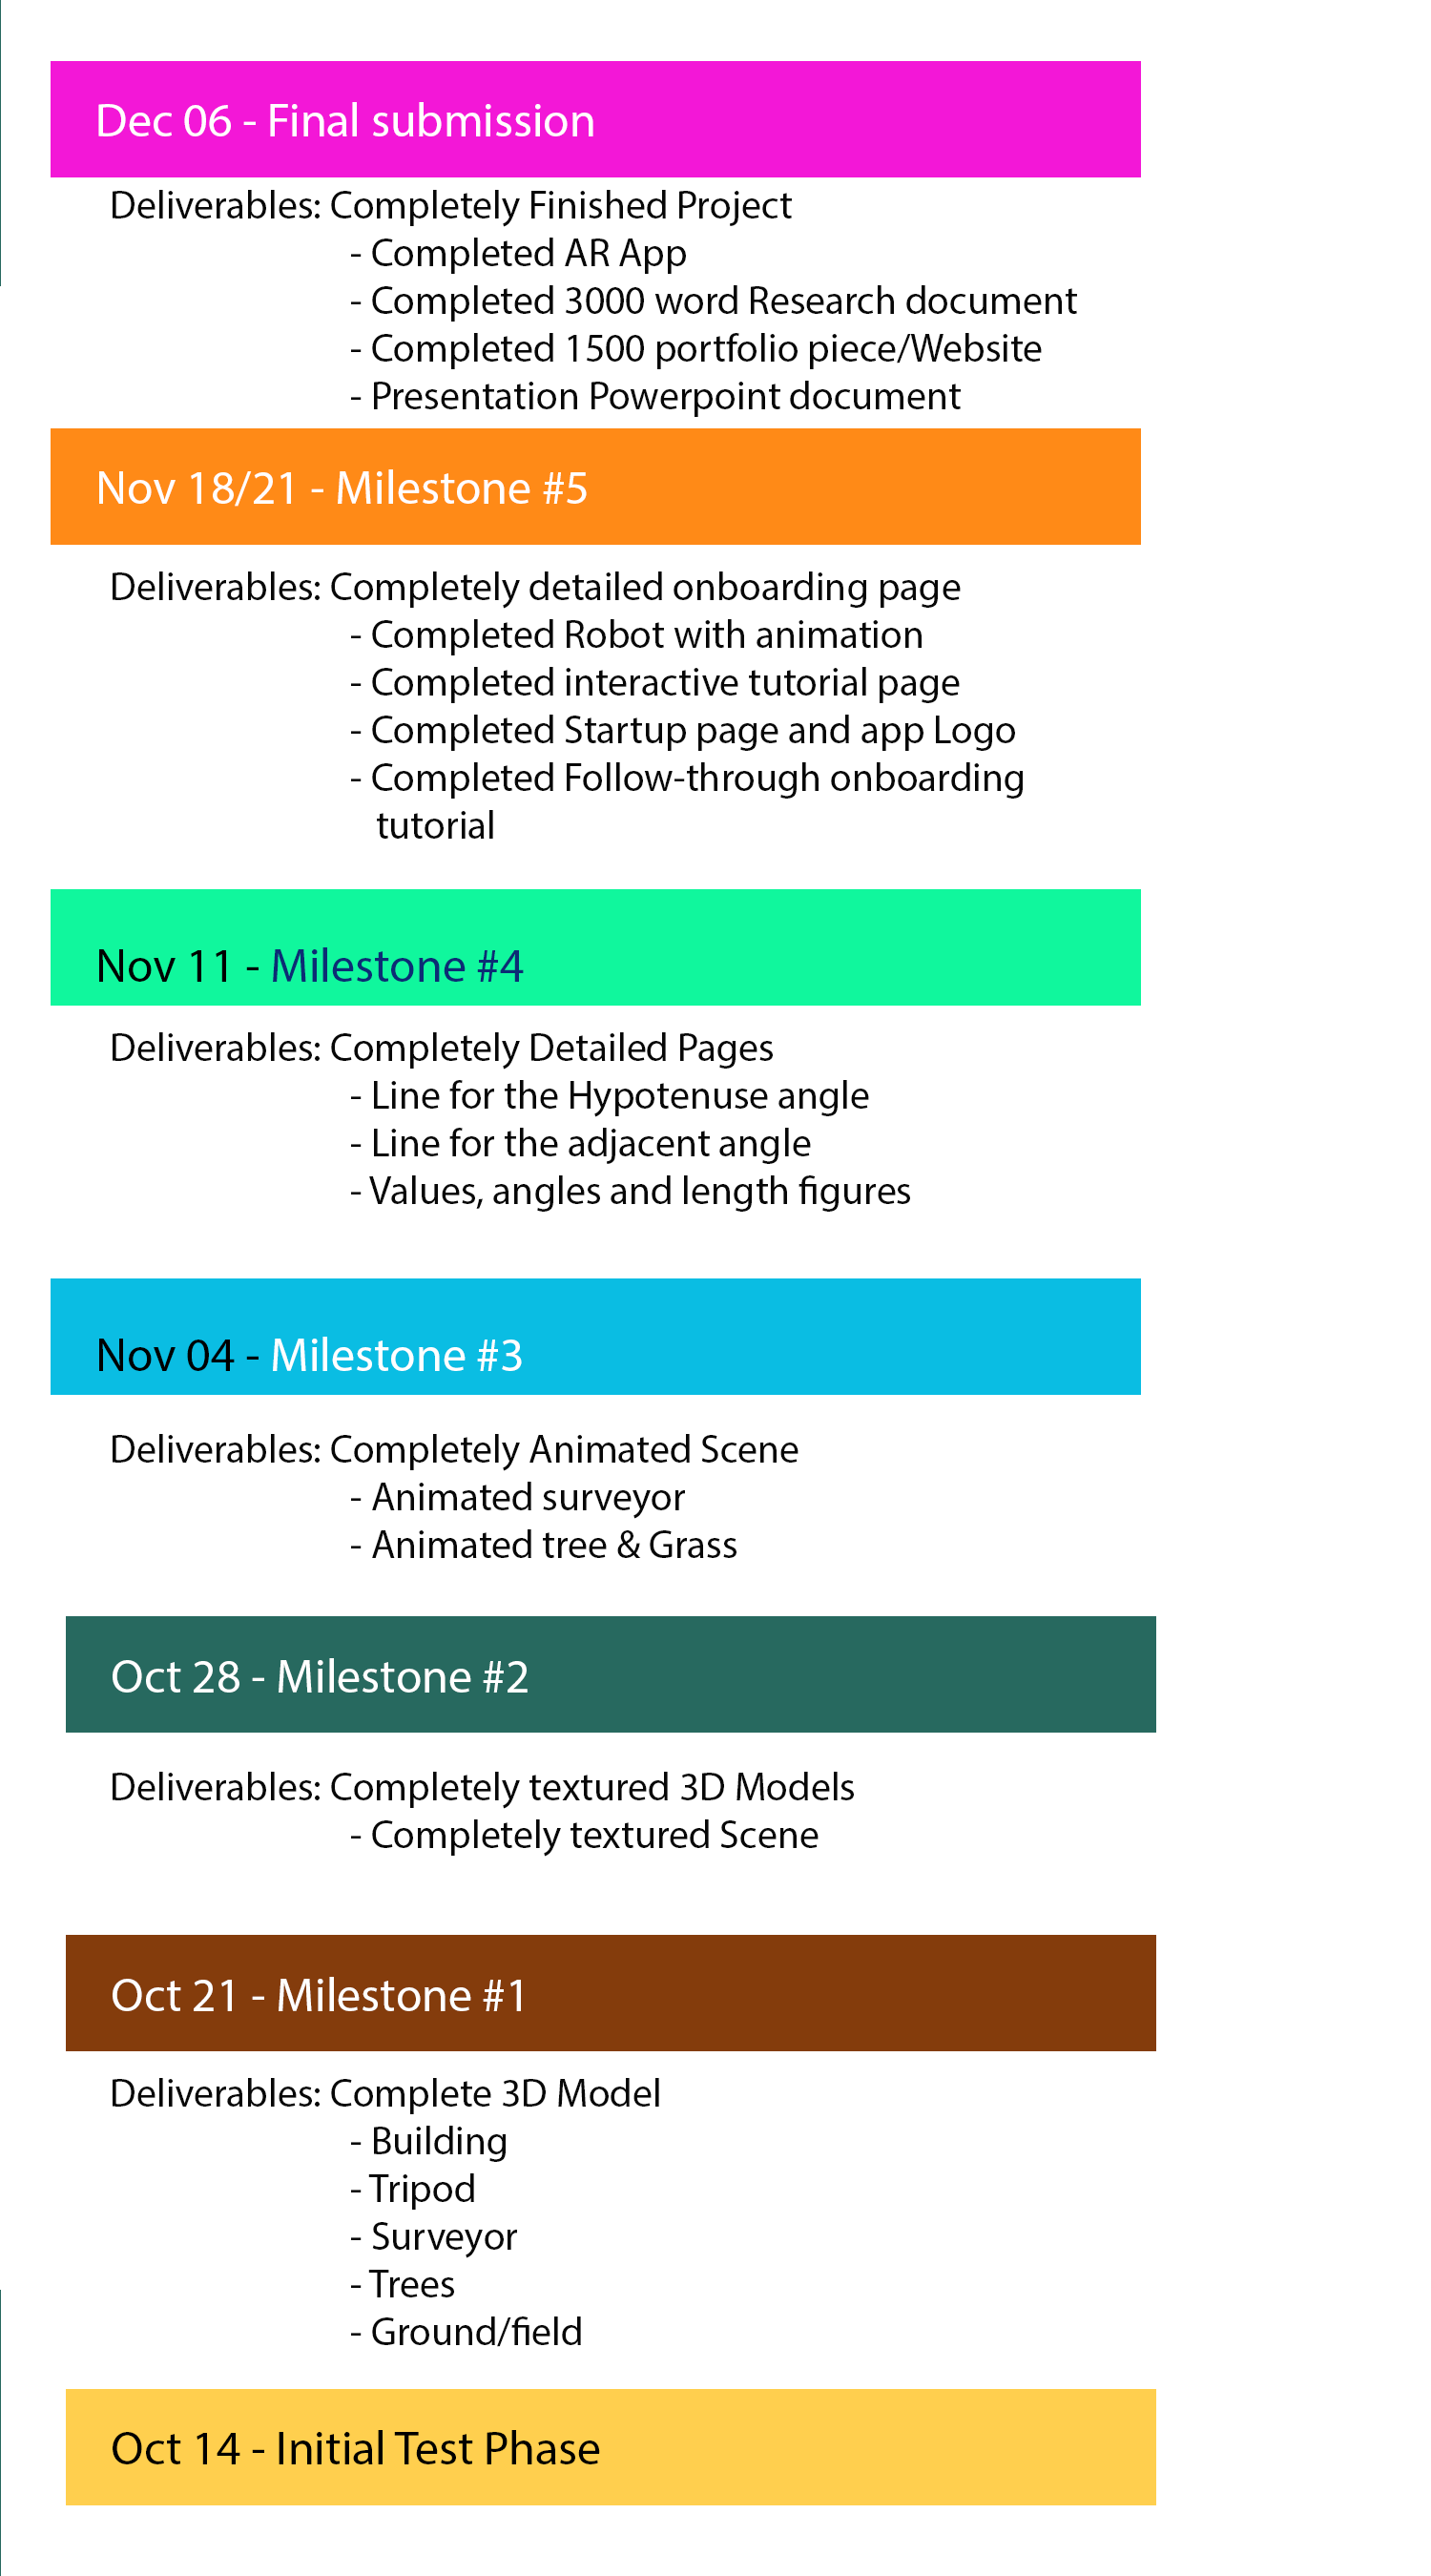 Dec 06 - Final submission
Deliverables: Completely Finished Project
- Completed AR App
- Completed 3000 word Research document
- Completed 1500 portfolio piece/Website
- Presentation Powerpoint document
Nov 18/21 - Milestone #5
Deliverables: Completely detailed onboarding page
- Completed Robot with animation
- Completed interactive tutorial page
- Completed Startup page and app Logo
- Completed Follow-through onboarding
tutorial
Nov 11 - Milestone #4
Deliverables: Completely Detailed Pages
- Line for the Hypotenuse angle
- Line for the adjacent angle
- Values, angles and length figures
Nov 04 - Milestone #3
Deliverables: Completely Animated Scene
- Animated surveyor
- Animated tree & Grass
Oct 28 - Milestone #2
Deliverables: Completely textured 3D Models
- Completely textured Scene
Oct 21 - Milestone #1
Deliverables: Complete 3D Model
- Building
- Tripod
- Surveyor
- Trees
- Ground/field
Oct 14 - Initial Test Phase